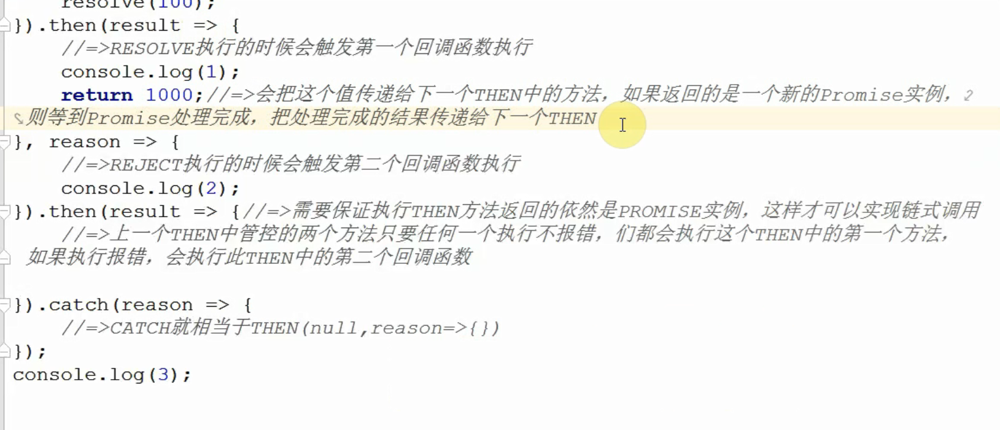 resolve(100);
}).then(result => {
//=>RESOLVE执行的时候会触发第一个回调函数执行
console.log(1);
return 1000;//=>会把这个值传递给下一个THEN中的方法，如果返回的是一个新的Promise实例，
则等到Promise处理完成，把处理完成的结果传递给下一个THEN
}, reason => {
//=>REJECT执行的时候会触发第二个回调函数执行
console.log(2);
}).then(result => {//=>需要保证执行THEN方法返回的依然是PROMISE实例，这样才可以实现链式调用
//=>上一个THEN中管控的两个方法只要任何一个执行不报错，们都会执行这个THEN中的第一个方法，
如果执行报错，会执行此THEN中的第二个回调函数
}).catch(reason => {
//=>CATCH就相当于THEN(null,reason=>{})
});
console.log(3);